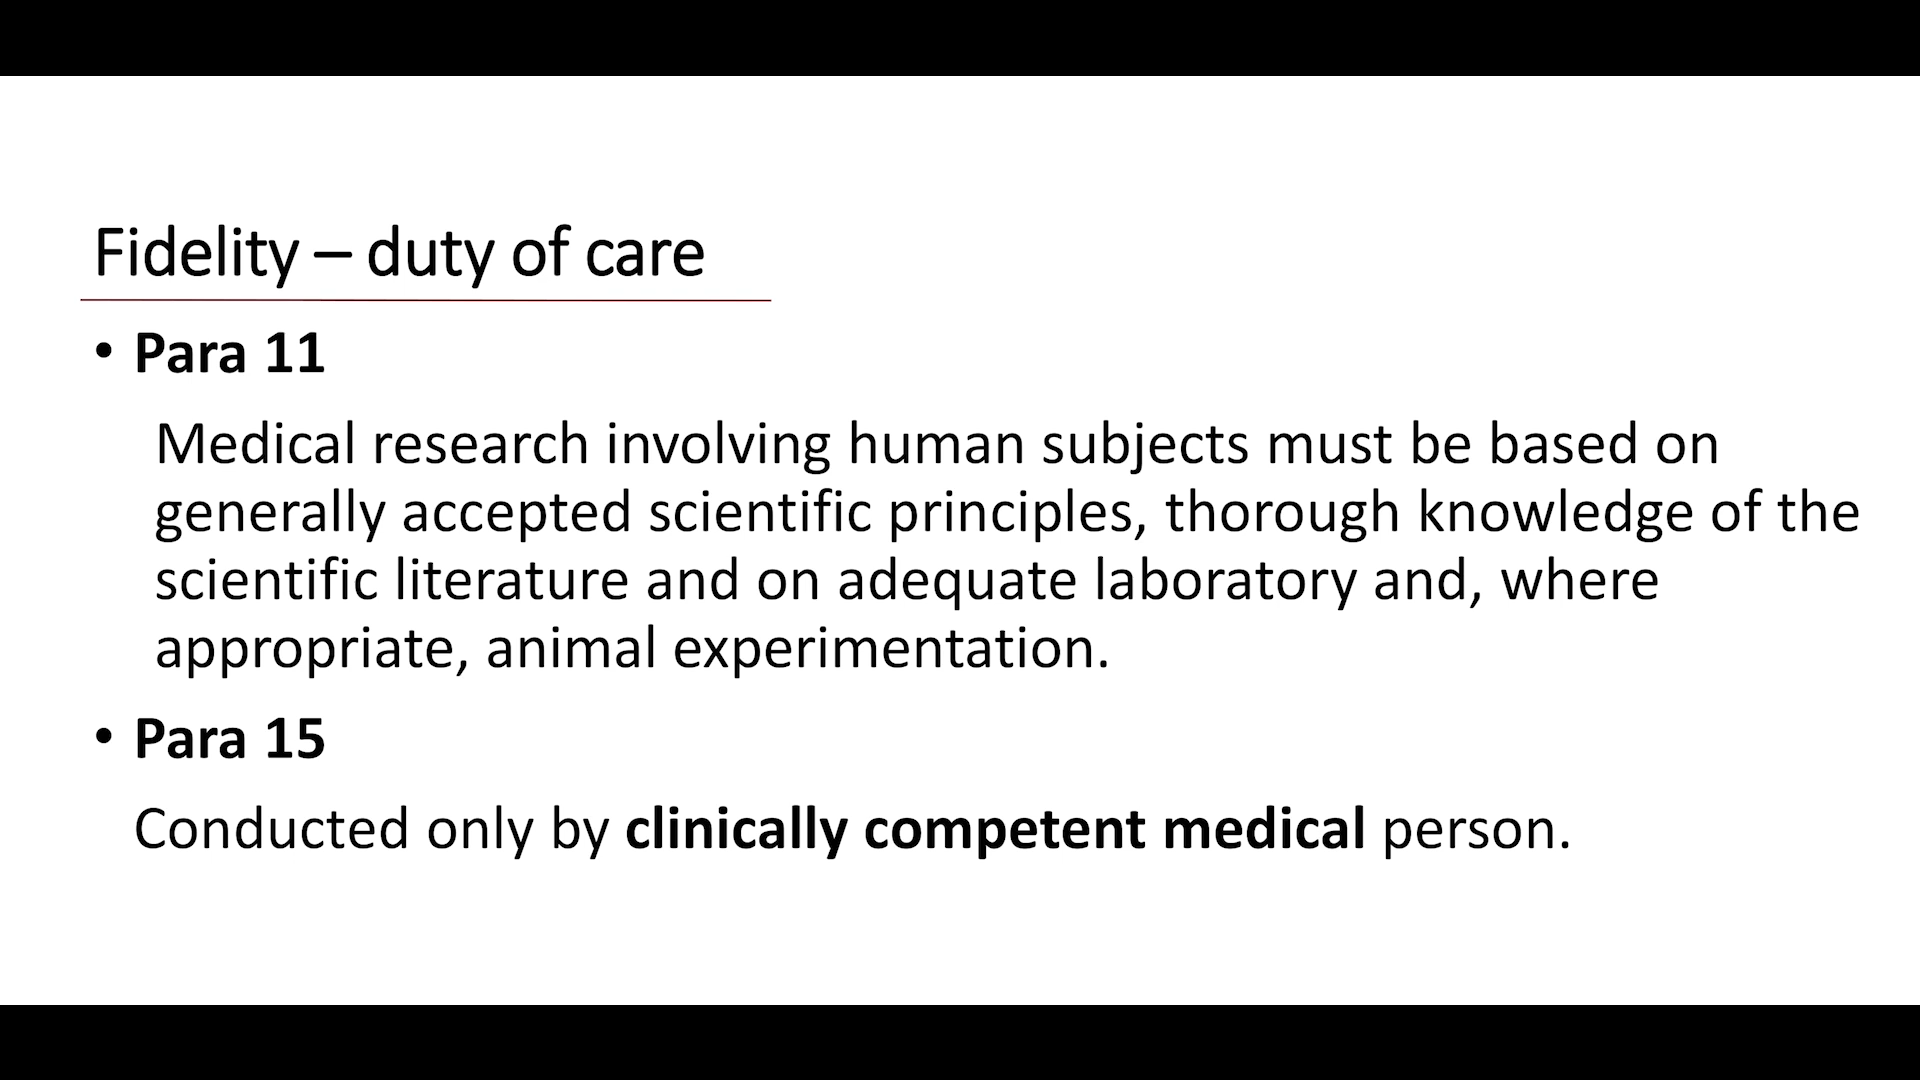 Fidelity – duty of care
• Para 11
Medical research involving human subjects must be based on
generally accepted scientific principles, thorough knowledge of the
scientific literature and on adequate laboratory and, where
appropriate, animal experimentation.
• Para 15
Conducted only by clinically competent medical person.